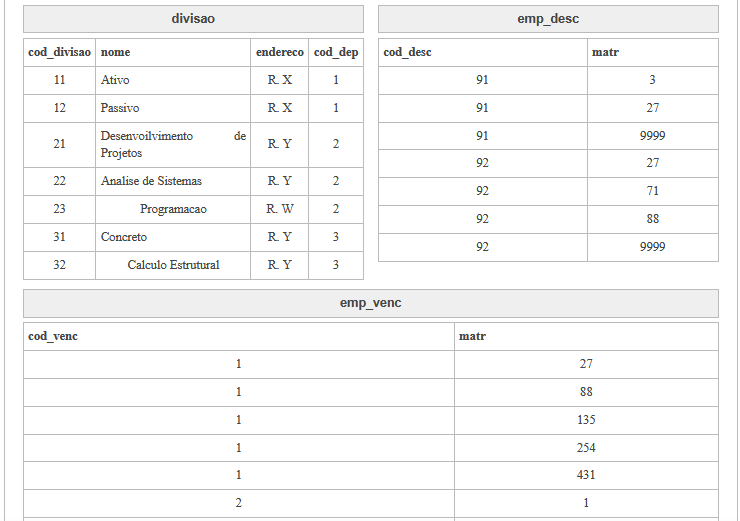 divisao
cod_divisao nome endereco cod_dep
11 Ativo R. X 1
12 Passivo R. X 1
21 Desenvoilvimento de Projetos R. Y 2
22 Analise de Sistemas R. Y 2
23 Programacao R. W 2
31 Concreto R. Y 3
32 Calculo Estrutural R. Y 3
emp_desc
cod_desc matr
91 3
91 27
91 9999
92 27
92 71
92 88
92 9999
emp_venc
cod_venc matr
1 27
1 88
1 135
1 254
1 431
2 1